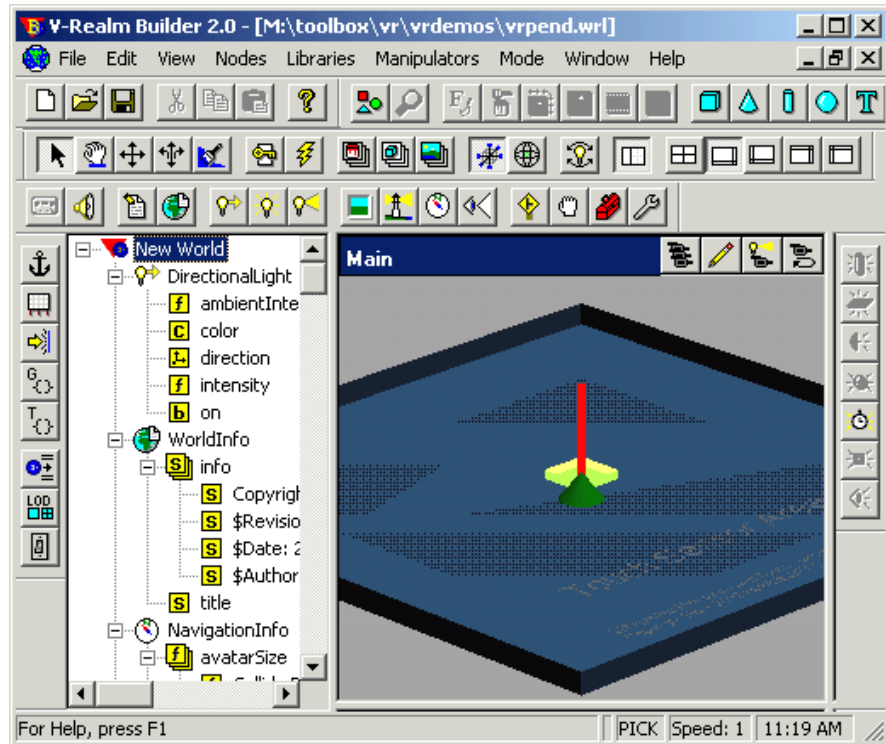 V-Realm Builder 2.0 - [M:\toolbox\vr\vrdemos\vrpend.wrl]
File Edit View Nodes Libraries Manipulators Mode Window Help
New World
Main
DirectionalLight
f ambientInte
C color
direction
f intensity
b on
WorldInfo
S info
S Copyrigh
S $Revisio
S $Date: 2
S $Author
S title
NavigationInfo
f avatarSize
G{}
T{}
LOD
TouchSensor
For Help, press F1
PICK Speed: 1 11:19 AM